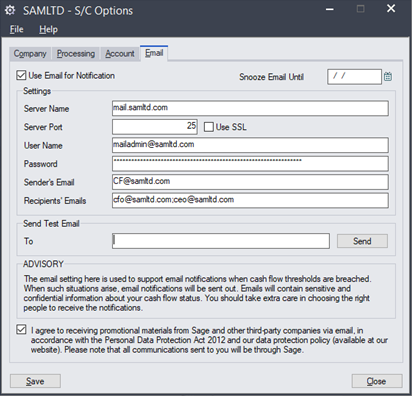 SAMLTD - S/C Options
File Help
Company Processing Account Email
Use Email for Notification Snooze Email Until / /
Settings
Server Name mail.samltd.com
Server Port 25 Use SSL
User Name mailadmin@samltd.com
Password
Sender's Email CF@samltd.com
Recipients' Emails cfo@samltd.com;ceo@samltd.com
Send Test Email
To Send
ADVISORY
The email setting here is used to support email notifications when cash flow thresholds are breached.
When such situations arise, email notifications will be sent out. Emails will contain sensitive and
confidential information about your cash flow status. You should take extra care in choosing the right
people to receive the notifications.
I agree to receiving promotional materials from Sage and other third-party companies via email, in
accordance with the Personal Data Protection Act 2012 and our data protection policy (available at our
website). Please note that all communications sent to you will be through Sage.
Save Close